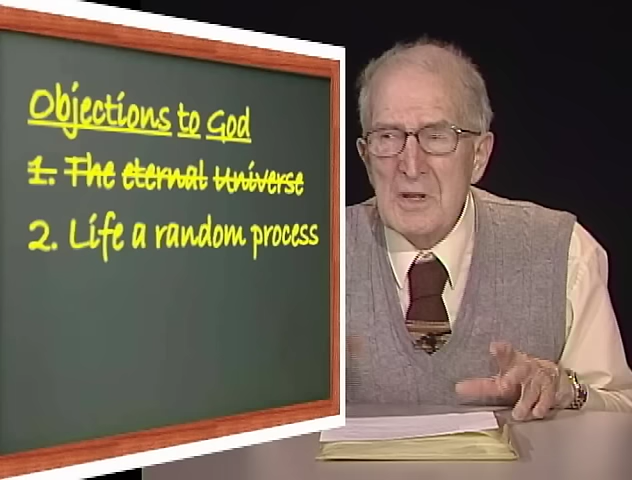 Objections to God
1. The eternal Universe
2. Life a random process